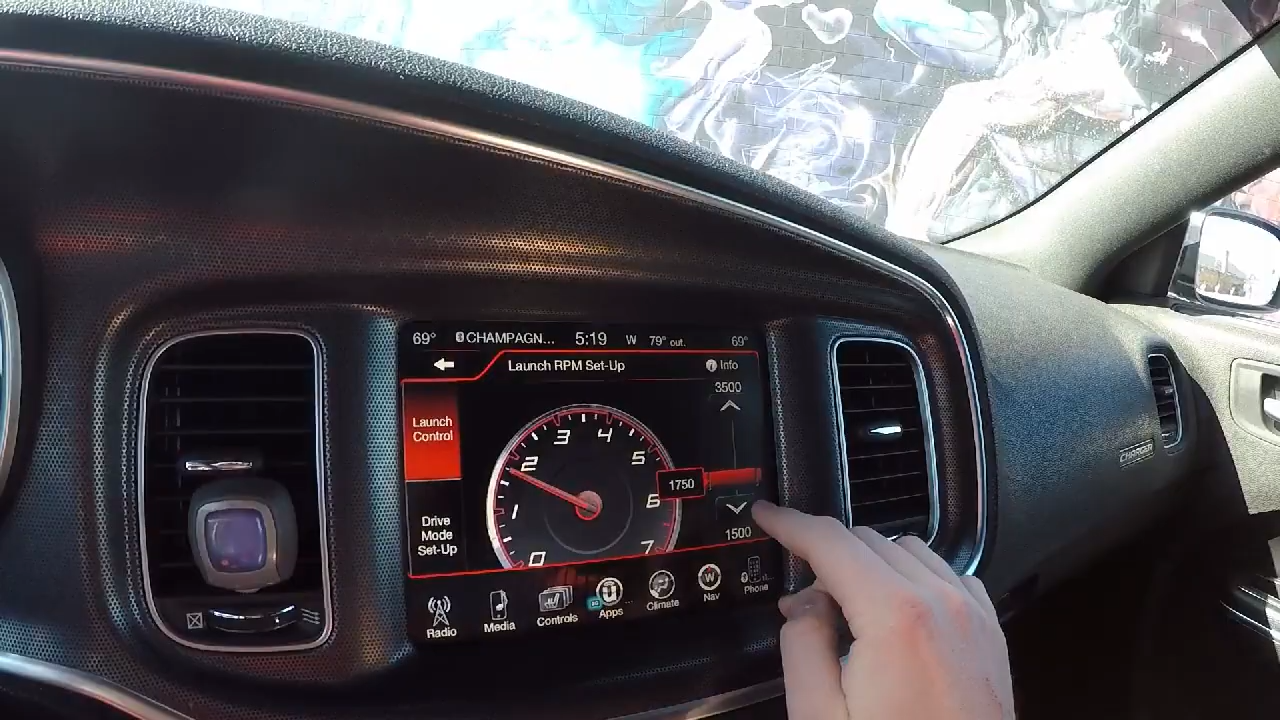 69° CHAMPAGN... 5:19 W 79° out. 69°
Launch RPM Set-Up
Info
Launch
Control
Drive
Mode
Set-Up
0 1 2 3 4 5 6 7
3500
1750
1500
Radio
Media
Controls
Apps
Climate
W
Nav
Phone
CHARGER